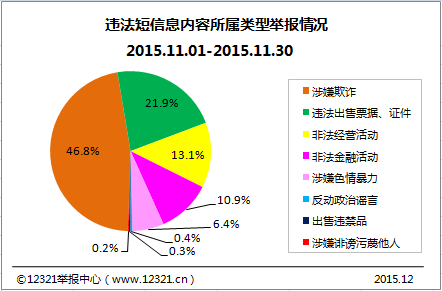 违法短信息内容所属类型举报情况
2015.11.01-2015.11.30
46.8%
21.9%
13.1%
10.9%
6.4%
0.4%
0.3%
0.2%
涉嫌欺诈
违法出售票据、证件
非法经营活动
非法金融活动
涉嫌色情暴力
反动政治谣言
出售违禁品
涉嫌诽谤污蔑他人
©12321举报中心（www.12321.cn）
2015.12